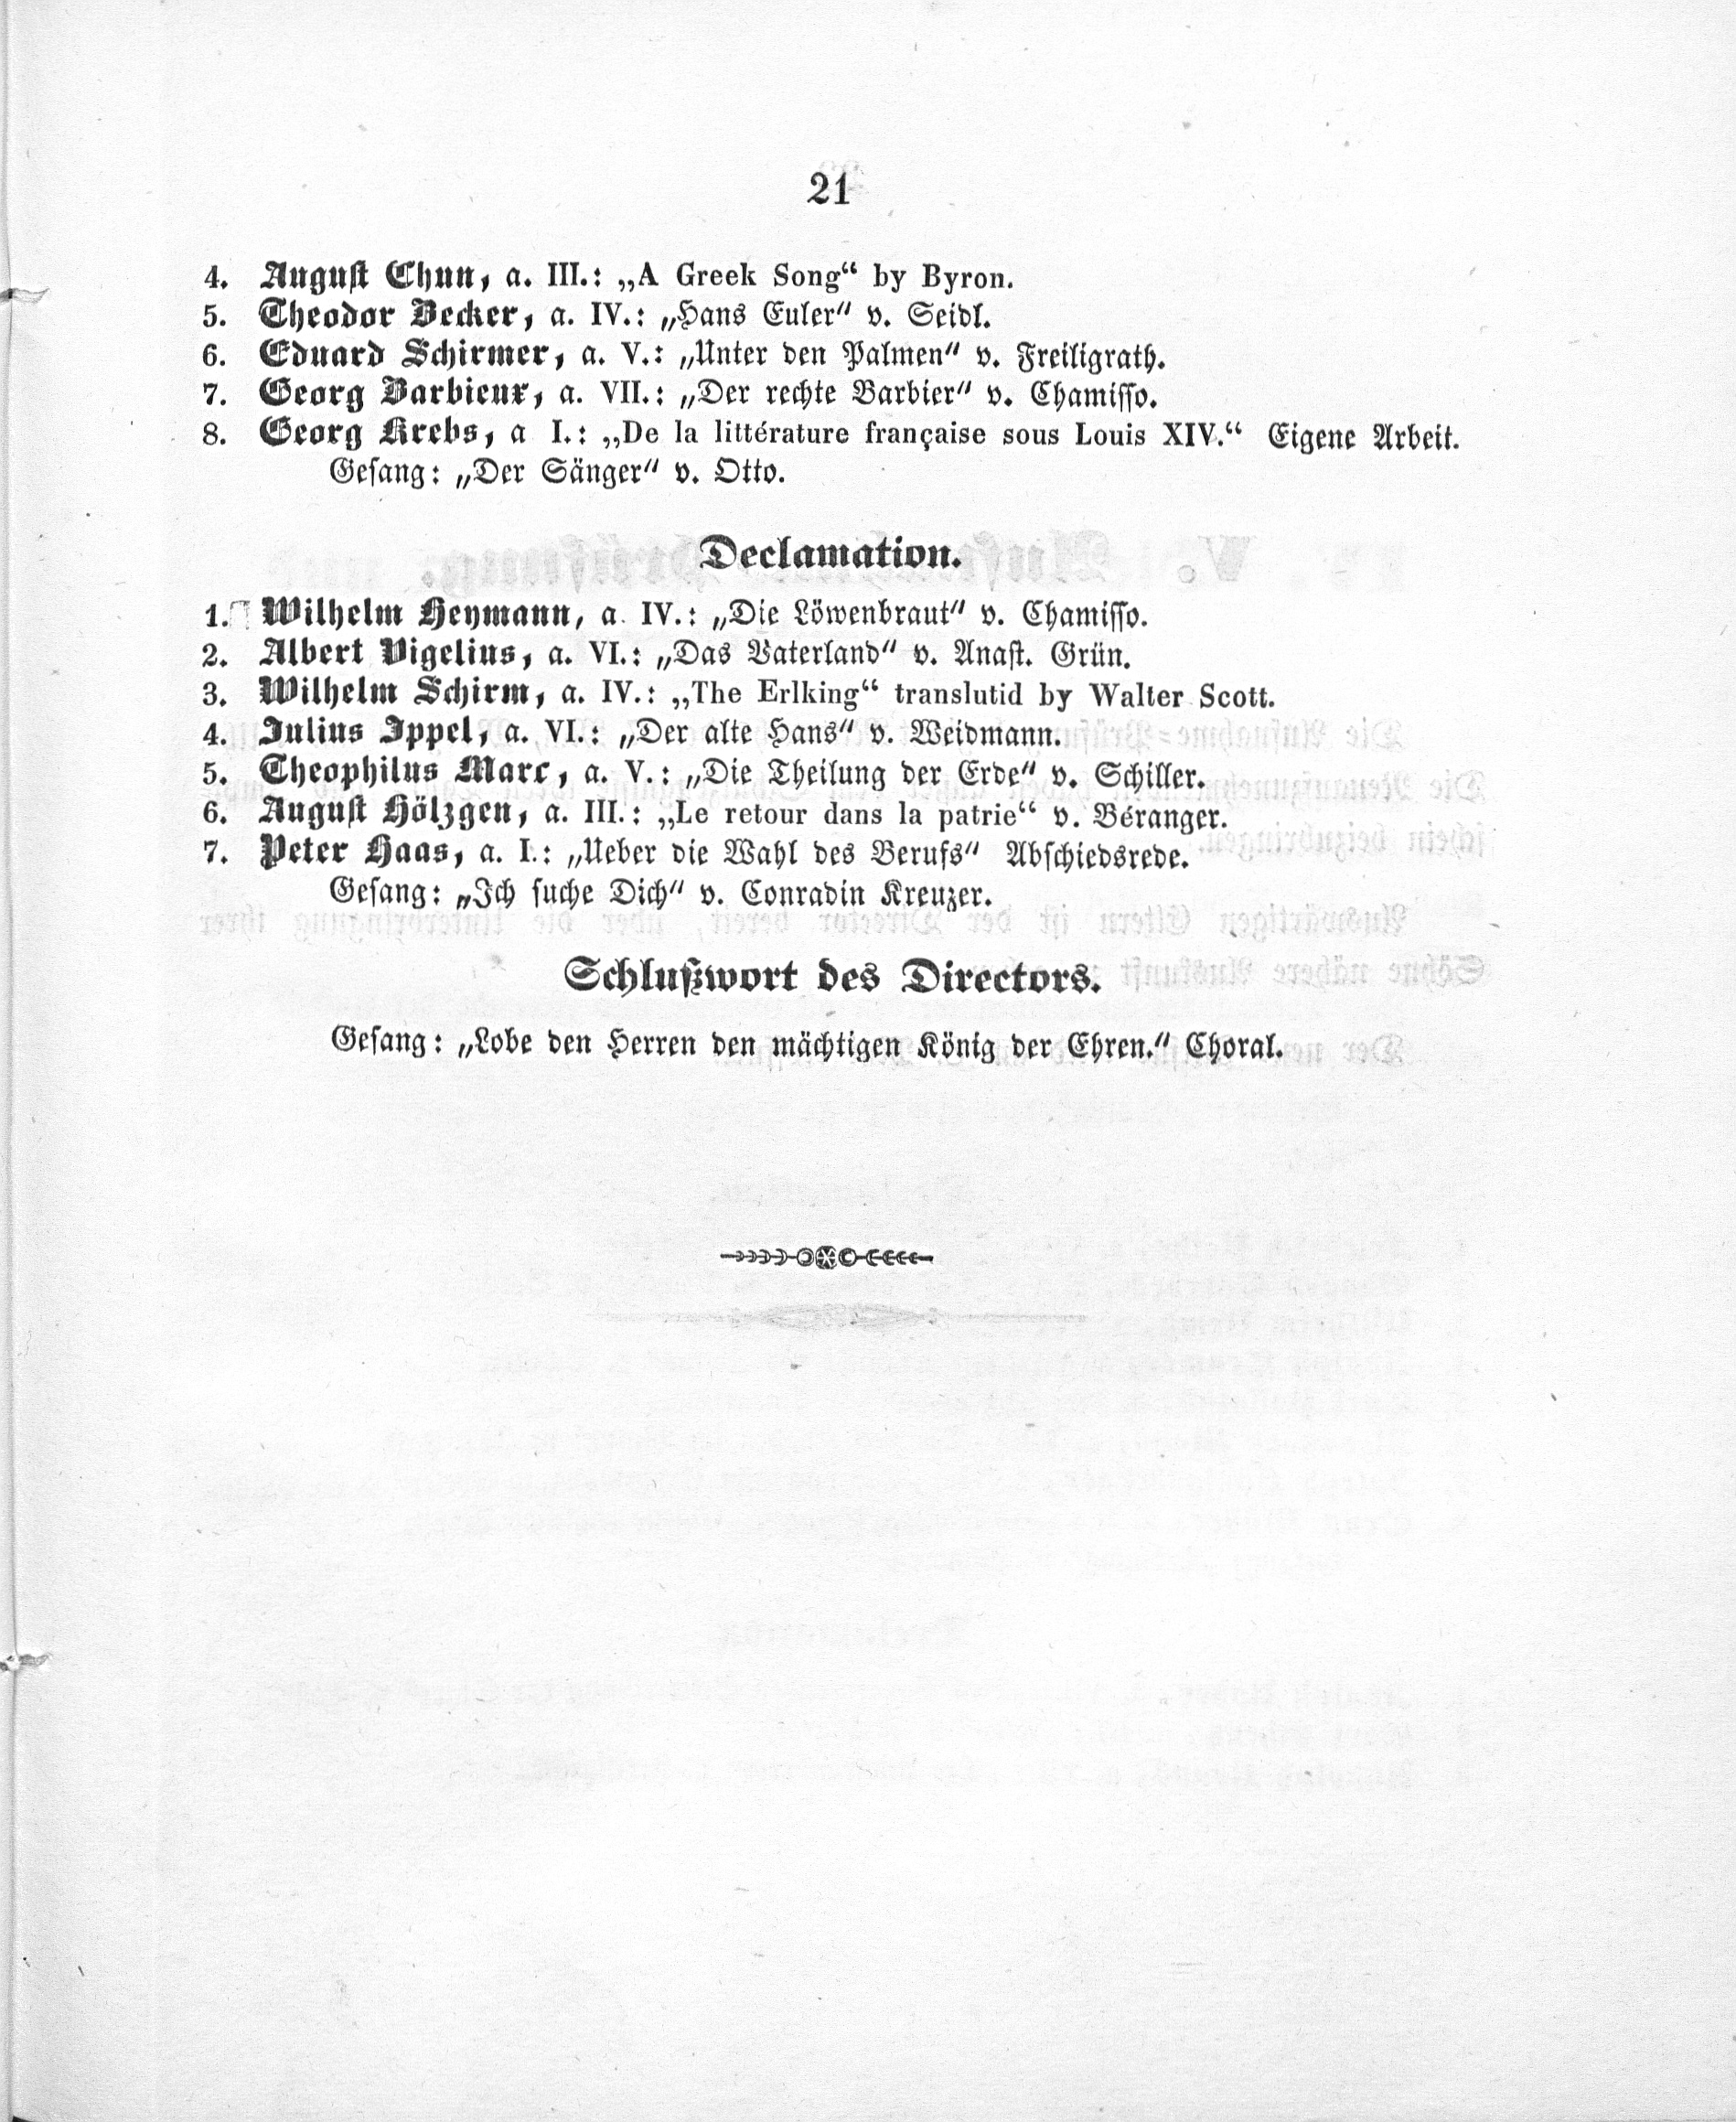 21
4. August Chun, a. III.: „A Greek Song“ by Byron.
5. Theodor Becker, a. IV.: „Hans Euler“ v. Seidl.
6. Eduard Schirmer, a. V.: „Unter den Palmen“ v. Freiligrath.
7. Georg Barbieux, a. VII.: „Der rechte Barbier“ v. Chamisso.
8. Georg Krebs, a I.: „De la littérature française sous Louis XIV.“ Eigene Arbeit.
Gesang: „Der Sänger“ v. Otto.
Declamation.
1. Wilhelm Heymann, a. IV.: „Die Löwenbraut“ v. Chamisso.
2. Albert Vigelius, a. VI.: „Das Vaterland“ v. Anast. Grün.
3. Wilhelm Schirm, a. IV.: „The Erlking“ translutid by Walter Scott.
4. Julius Ippel, a. VI.: „Der alte Hans“ v. Weidmann.
5. Theophilus Marc, a. V.: „Die Theilung der Erde“ v. Schiller.
6. August Hölzgen, a. III.: „Le retour dans la patrie“ v. Béranger.
7. Peter Haas, a. I.: „Ueber die Wahl des Berufs“ Abschiedsrede.
Gesang: „Ich suche Dich“ v. Conradin Kreuzer.
Schlußwort des Directors.
Gesang: „Lobe den Herren den mächtigen König der Ehren.“ Choral.